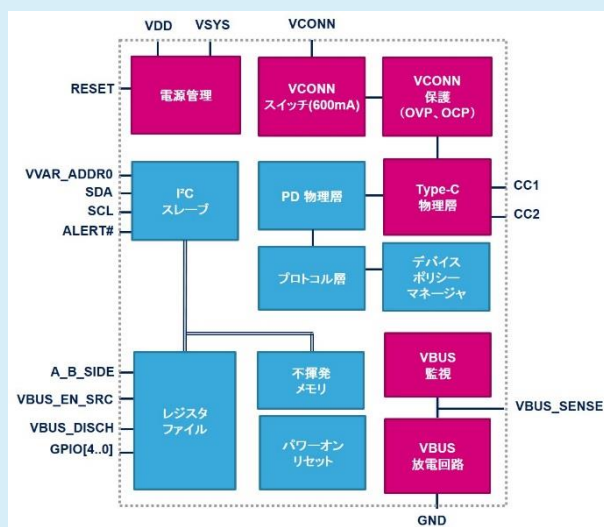 VDD
VSYS
VCONN
RESET
電源管理
VCONN
スイッチ(600mA)
VCONN
保護
(OVP、OCP)
VVAR_ADDR0
SDA
SCL
ALERT#
I²C
スレーブ
PD 物理層
Type-C
物理層
CC1
CC2
プロトコル層
デバイス
ポリシー
マネージャ
A_B_SIDE
VBUS_EN_SRC
VBUS_DISCH
GPIO[4..0]
レジスタ
ファイル
不揮発
メモリ
パワーオン
リセット
VBUS
監視
VBUS_SENSE
VBUS
放電回路
GND